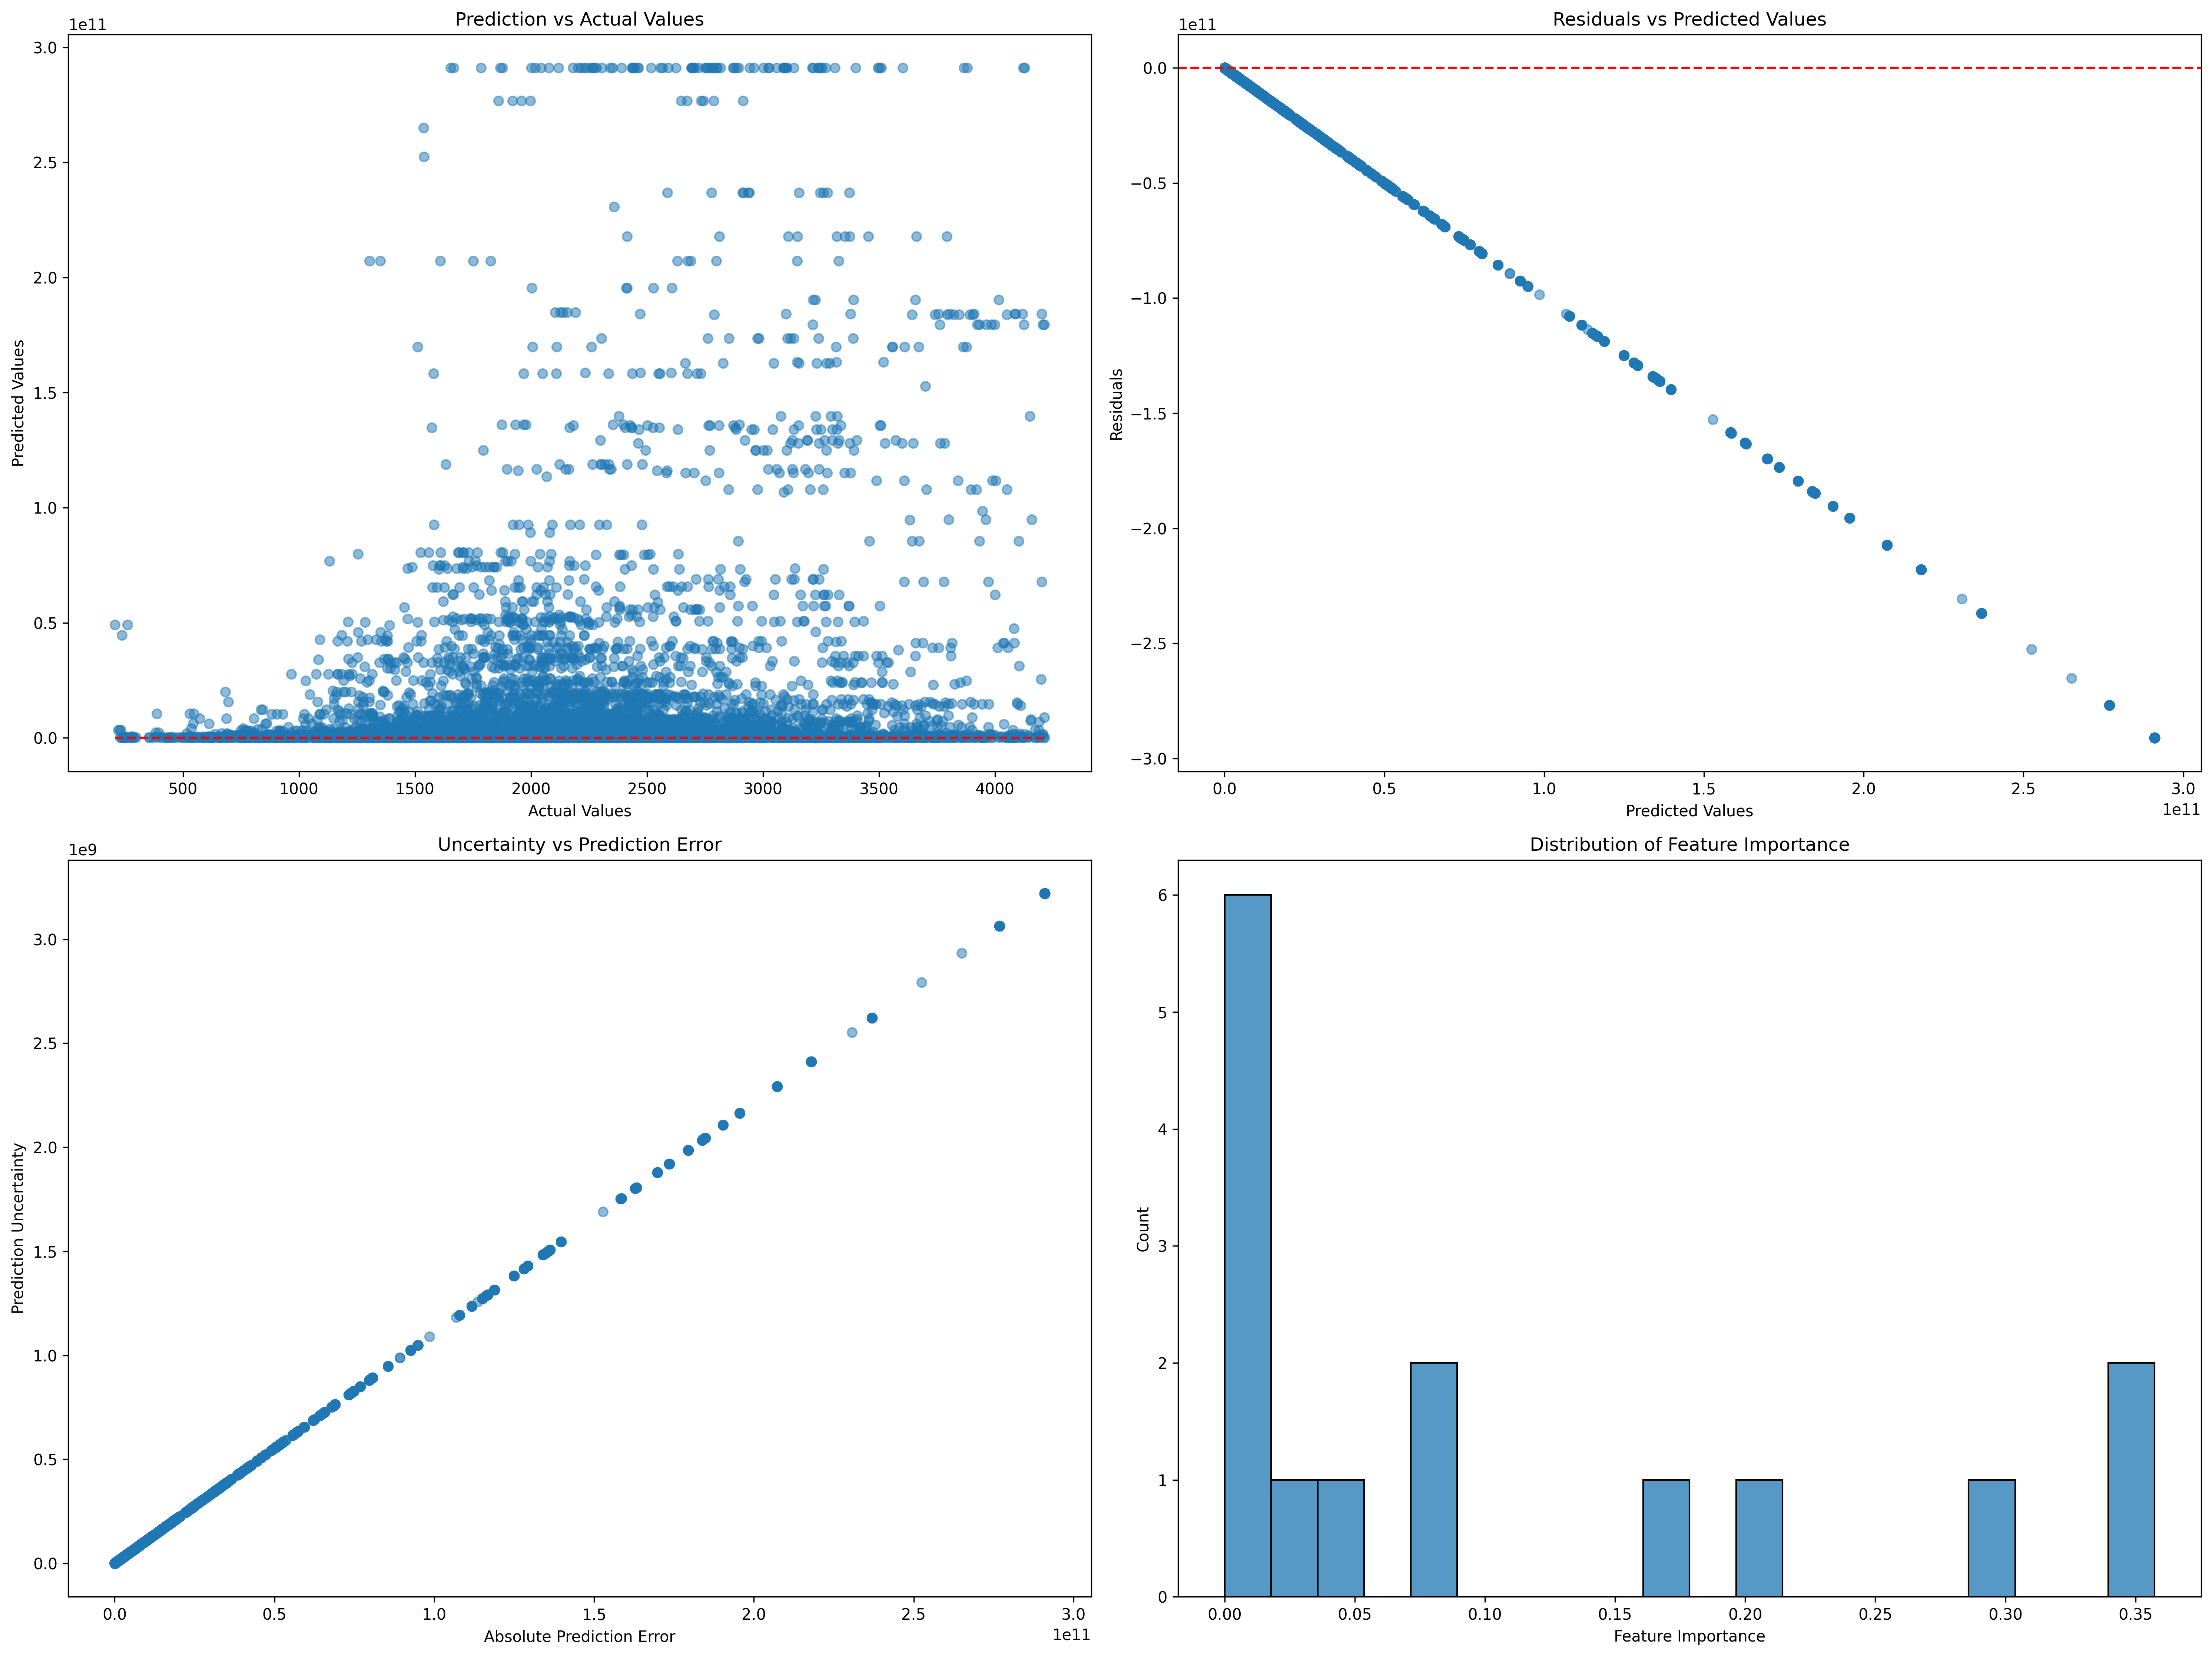 Prediction vs Actual Values
1e11
3.0
2.5
2.0
1.5
1.0
0.5
0.0
Predicted Values
500 1000 1500 2000 2500 3000 3500 4000
Actual Values
Residuals vs Predicted Values
1e11
0.0
−0.5
−1.0
−1.5
−2.0
−2.5
−3.0
Residuals
0.0 0.5 1.0 1.5 2.0 2.5 3.0
Predicted Values
1e11
Uncertainty vs Prediction Error
1e9
3.0
2.5
2.0
1.5
1.0
0.5
0.0
Prediction Uncertainty
0.0 0.5 1.0 1.5 2.0 2.5 3.0
Absolute Prediction Error
1e11
Distribution of Feature Importance
6
5
4
3
2
1
0
Count
0.00 0.05 0.10 0.15 0.20 0.25 0.30 0.35
Feature Importance